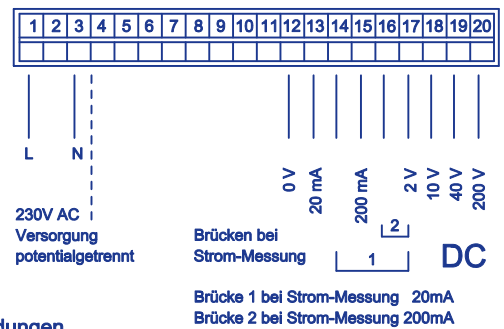 1 2 3 4 5 6 7 8 9 10 11 12 13 14 15 16 17 18 19 20
L N
0 V 20 mA 200 mA 2 V 10 V 40 V 200 V
230V AC
Versorgung
potentialgetrennt
Brücken bei
Strom-Messung
2
1
DC
Brücke 1 bei Strom-Messung 20mA
Brücke 2 bei Strom-Messung 200mA